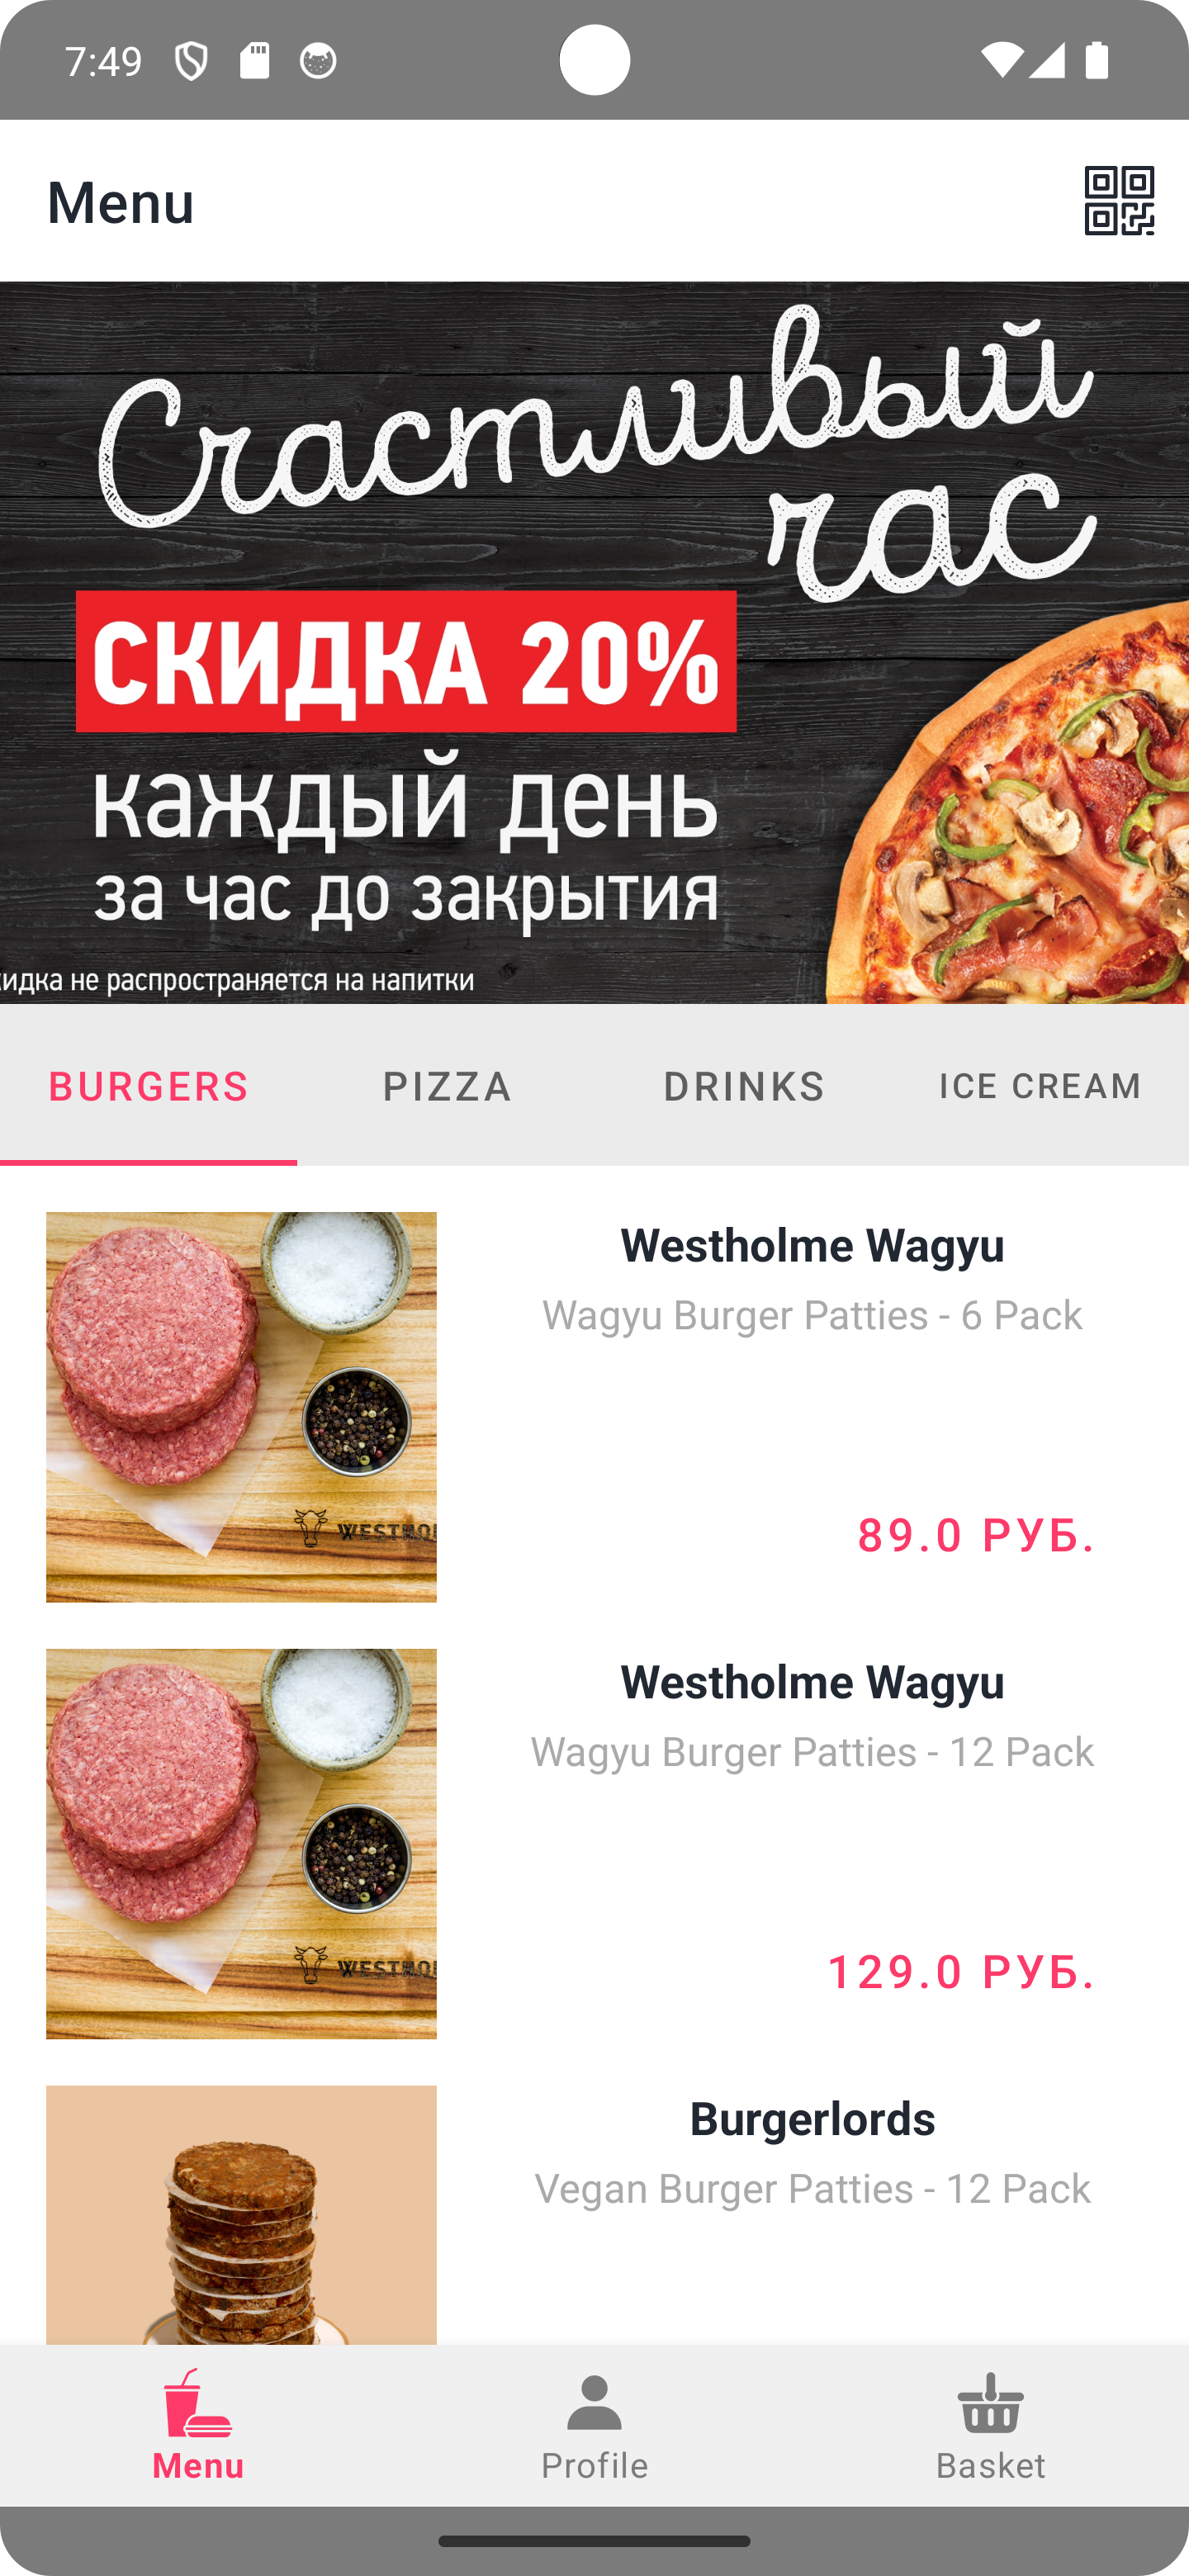 7:49
Menu
Счастливый
час
СКИДКА 20%
каждый день
за час до закрытия
не распространяется на напитки
BURGERS
PIZZA
DRINKS
ICE CREAM
Westholme Wagyu
Wagyu Burger Patties - 6 Pack
89.0 РУБ.
Westholme Wagyu
Wagyu Burger Patties - 12 Pack
129.0 РУБ.
Burgerlords
Vegan Burger Patties - 12 Pack
Menu
Profile
Basket